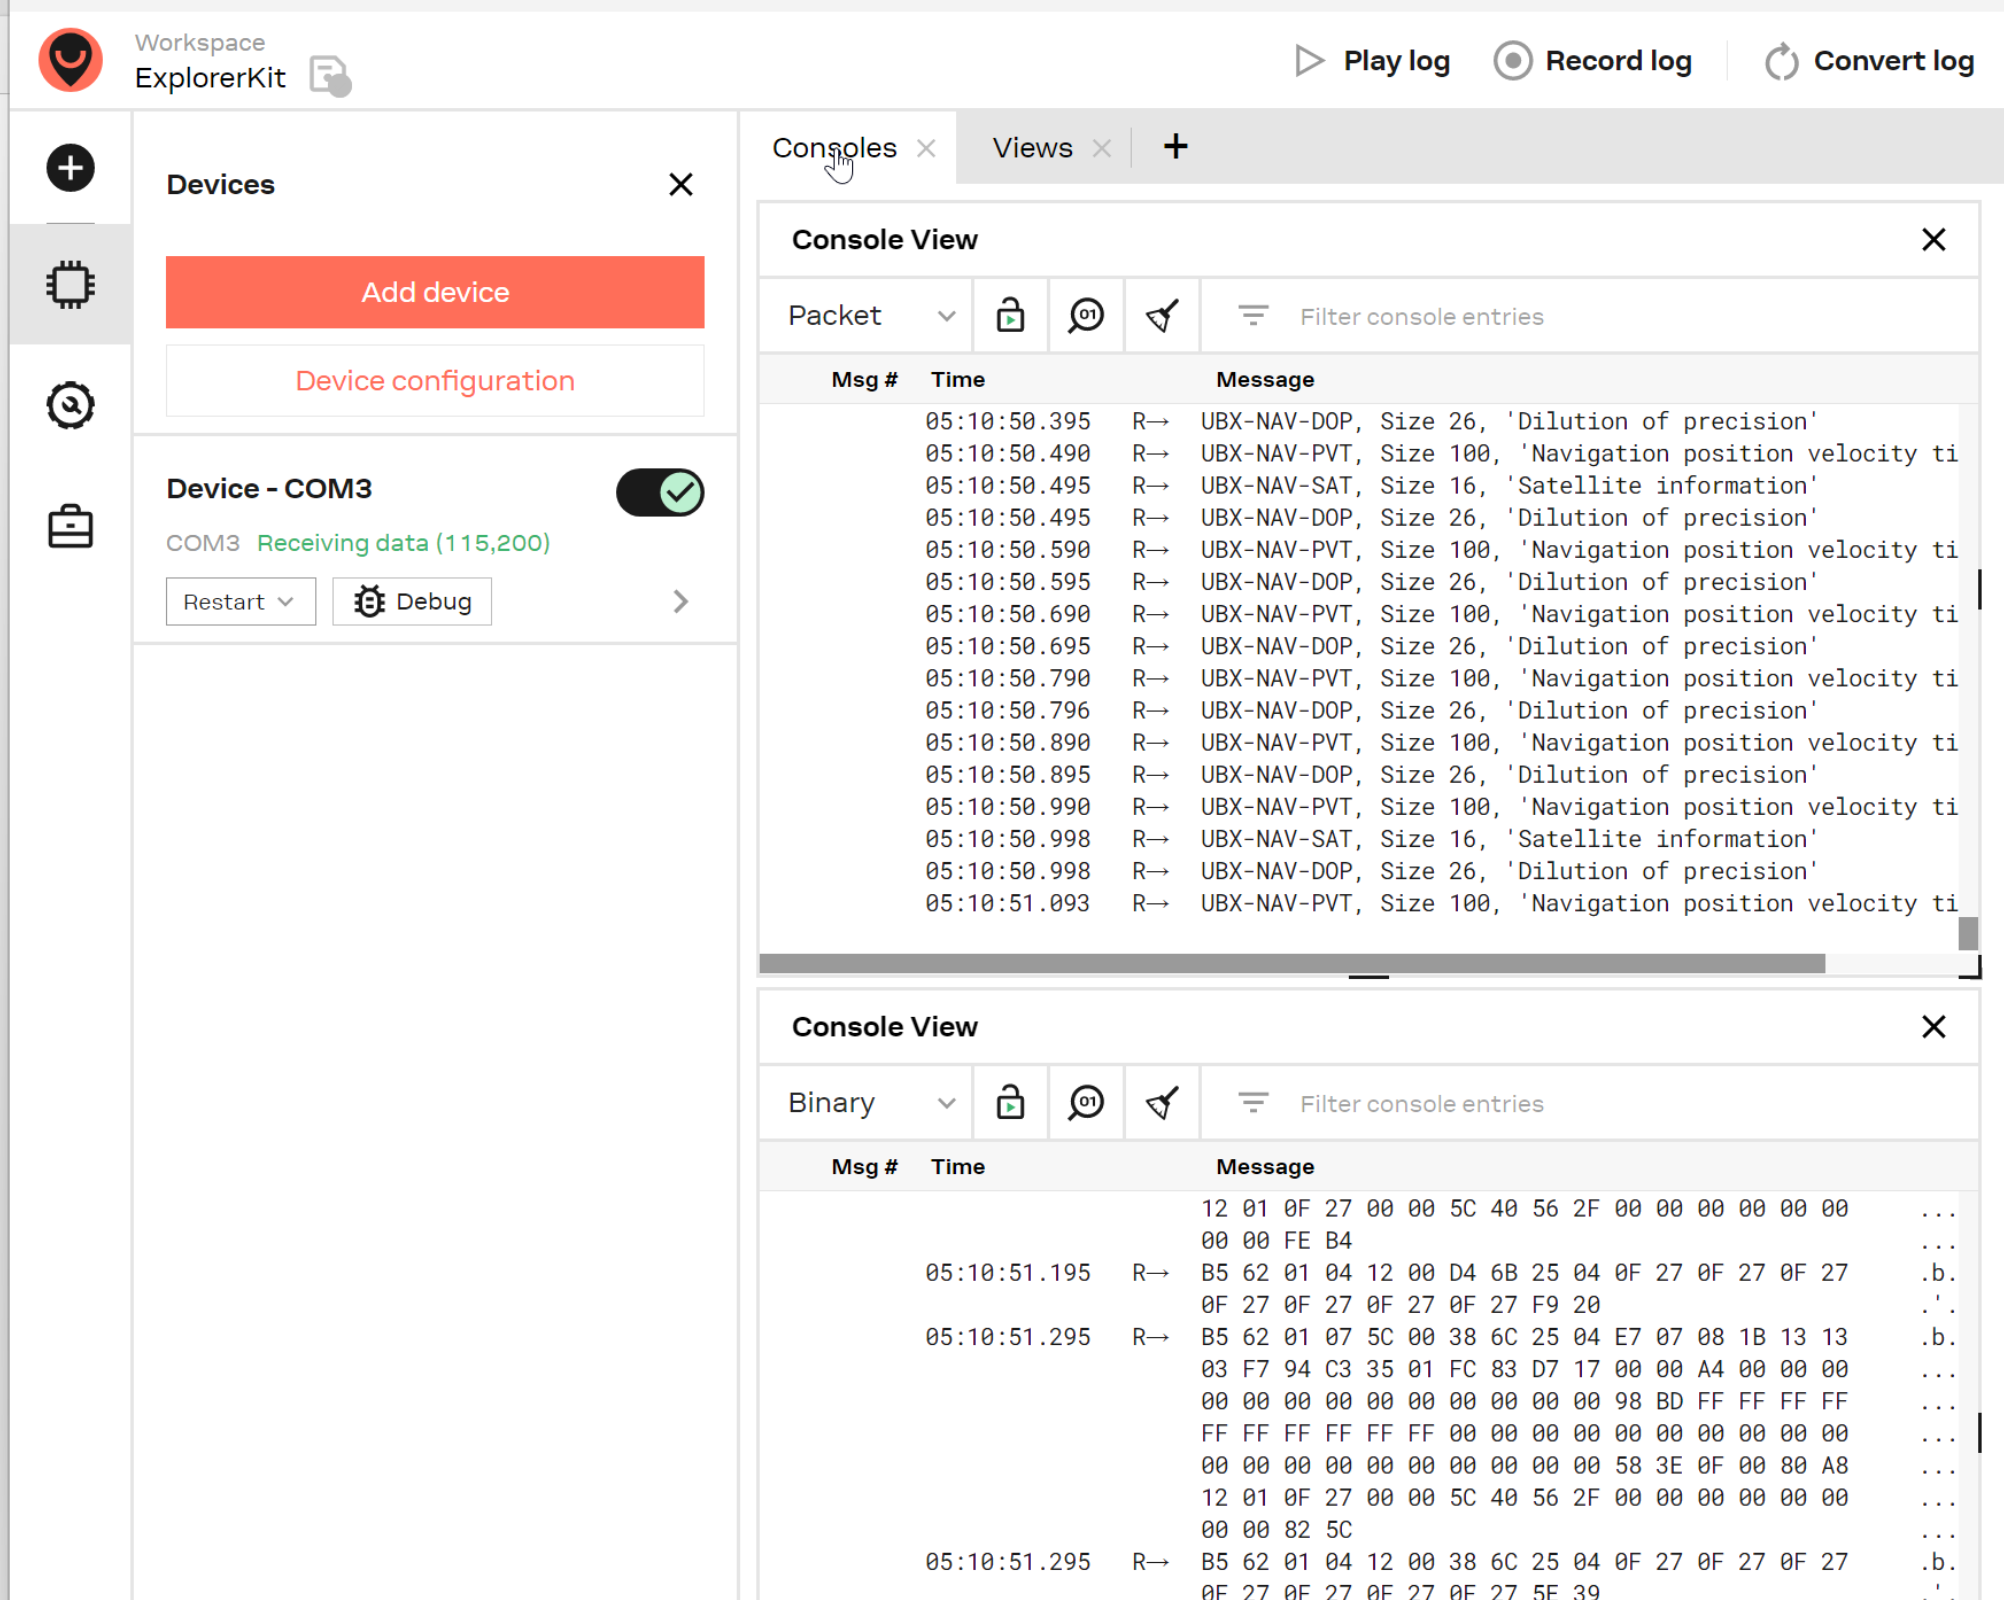 Workspace
ExplorerKit
Play log
Record log
Convert log
Devices
Add device
Device configuration
Device - COM3
COM3 Receiving data (115,200)
Restart
Debug
Consoles
Views
Console View
Packet
01
Filter console entries
Msg # Time Message
05:10:50.395 R→ UBX-NAV-DOP, Size 26, 'Dilution of precision'
05:10:50.490 R→ UBX-NAV-PVT, Size 100, 'Navigation position velocity ti
05:10:50.495 R→ UBX-NAV-SAT, Size 16, 'Satellite information'
05:10:50.495 R→ UBX-NAV-DOP, Size 26, 'Dilution of precision'
05:10:50.590 R→ UBX-NAV-PVT, Size 100, 'Navigation position velocity ti
05:10:50.595 R→ UBX-NAV-DOP, Size 26, 'Dilution of precision'
05:10:50.690 R→ UBX-NAV-PVT, Size 100, 'Navigation position velocity ti
05:10:50.695 R→ UBX-NAV-DOP, Size 26, 'Dilution of precision'
05:10:50.790 R→ UBX-NAV-PVT, Size 100, 'Navigation position velocity ti
05:10:50.796 R→ UBX-NAV-DOP, Size 26, 'Dilution of precision'
05:10:50.890 R→ UBX-NAV-PVT, Size 100, 'Navigation position velocity ti
05:10:50.895 R→ UBX-NAV-DOP, Size 26, 'Dilution of precision'
05:10:50.990 R→ UBX-NAV-PVT, Size 100, 'Navigation position velocity ti
05:10:50.998 R→ UBX-NAV-SAT, Size 16, 'Satellite information'
05:10:50.998 R→ UBX-NAV-DOP, Size 26, 'Dilution of precision'
05:10:51.093 R→ UBX-NAV-PVT, Size 100, 'Navigation position velocity ti
Console View
Binary
01
Filter console entries
Msg # Time Message
12 01 0F 27 00 00 5C 40 56 2F 00 00 00 00 00 00 ...
00 00 FE B4 ...
05:10:51.195 R→ B5 62 01 04 12 00 D4 6B 25 04 0F 27 0F 27 0F 27 .b.
0F 27 0F 27 0F 27 0F 27 F9 20 .'.
05:10:51.295 R→ B5 62 01 07 5C 00 38 6C 25 04 E7 07 08 1B 13 13 .b.
03 F7 94 C3 35 01 FC 83 D7 17 00 00 A4 00 00 00 ...
00 00 00 00 00 00 00 00 00 00 98 BD FF FF FF FF ...
FF FF FF FF FF FF 00 00 00 00 00 00 00 00 00 00 ...
00 00 00 00 00 00 00 00 00 00 58 3E 0F 00 80 A8 ...
12 01 0F 27 00 00 5C 40 56 2F 00 00 00 00 00 00 ...
00 00 82 5C ...
05:10:51.295 R→ B5 62 01 04 12 00 38 6C 25 04 0F 27 0F 27 0F 27 .b.
0F 27 0F 27 0F 27 0F 27 5E 39 .'.